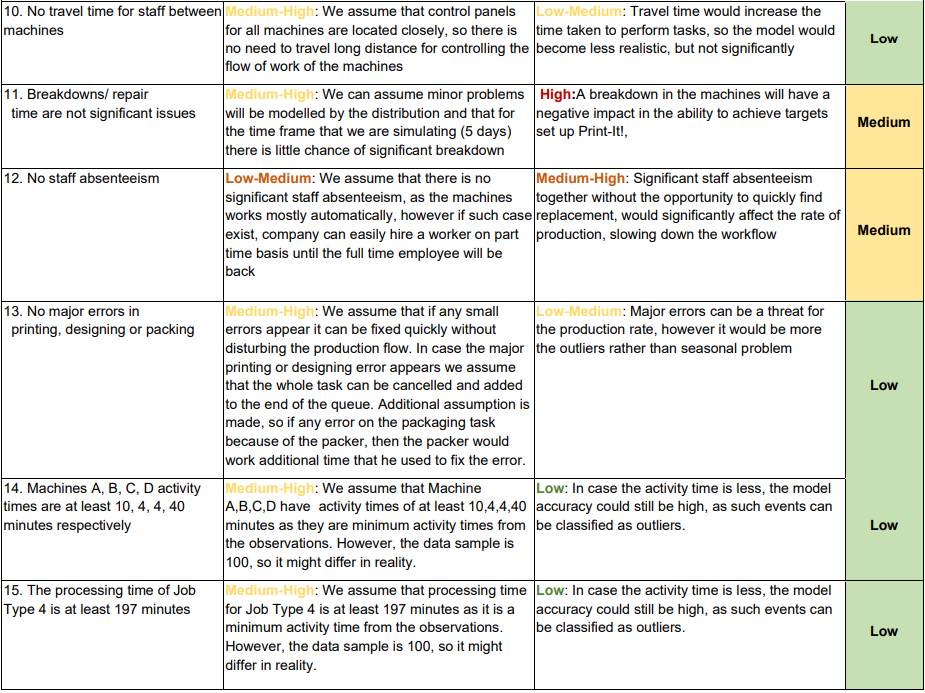 10. No travel time for staff between
machines
Medium-High: We assume that control panels
for all machines are located closely, so there is
no need to travel long distance for controlling the
flow of work of the machines
Low-Medium: Travel time would increase the
time taken to perform tasks, so the model would
become less realistic, but not significantly
Low
11. Breakdowns/ repair
time are not significant issues
Medium-High: We can assume minor problems
will be modelled by the distribution and that for
the time frame that we are simulating (5 days)
there is little chance of significant breakdown
High:A breakdown in the machines will have a
negative impact in the ability to achieve targets
set up Print-It!,
Medium
12. No staff absenteeism
Low-Medium: We assume that there is no
significant staff absenteeism, as the machines
works mostly automatically, however if such case
exist, company can easily hire a worker on part
time basis until the full time employee will be
back
Medium-High: Significant staff absenteeism
together without the opportunity to quickly find
replacement, would significantly affect the rate of
production, slowing down the workflow
Medium
13. No major errors in
printing, designing or packing
Medium-High: We assume that if any small
errors appear it can be fixed quickly without
disturbing the production flow. In case the major
printing or designing error appears we assume
that the whole task can be cancelled and added
to the end of the queue. Additional assumption is
made, so if any error on the packaging task
because of the packer, then the packer would
work additional time that he used to fix the error.
Low-Medium: Major errors can be a threat for
the production rate, however it would be more
the outliers rather than seasonal problem
Low
14. Machines A, B, C, D activity
times are at least 10, 4, 4, 40
minutes respectively
Medium-High: We assume that Machine
A,B,C,D have activity times of at least 10,4,4,40
minutes as they are minimum activity times from
the observations. However, the data sample is
100, so it might differ in reality.
Low: In case the activity time is less, the model
accuracy could still be high, as such events can
be classified as outliers.
Low
15. The processing time of Job
Type 4 is at least 197 minutes
Medium-High: We assume that processing time
for Job Type 4 is at least 197 minutes as it is a
minimum activity time from the observations.
However, the data sample is 100, so it might
differ in reality.
Low: In case the activity time is less, the model
accuracy could still be high, as such events can
be classified as outliers.
Low